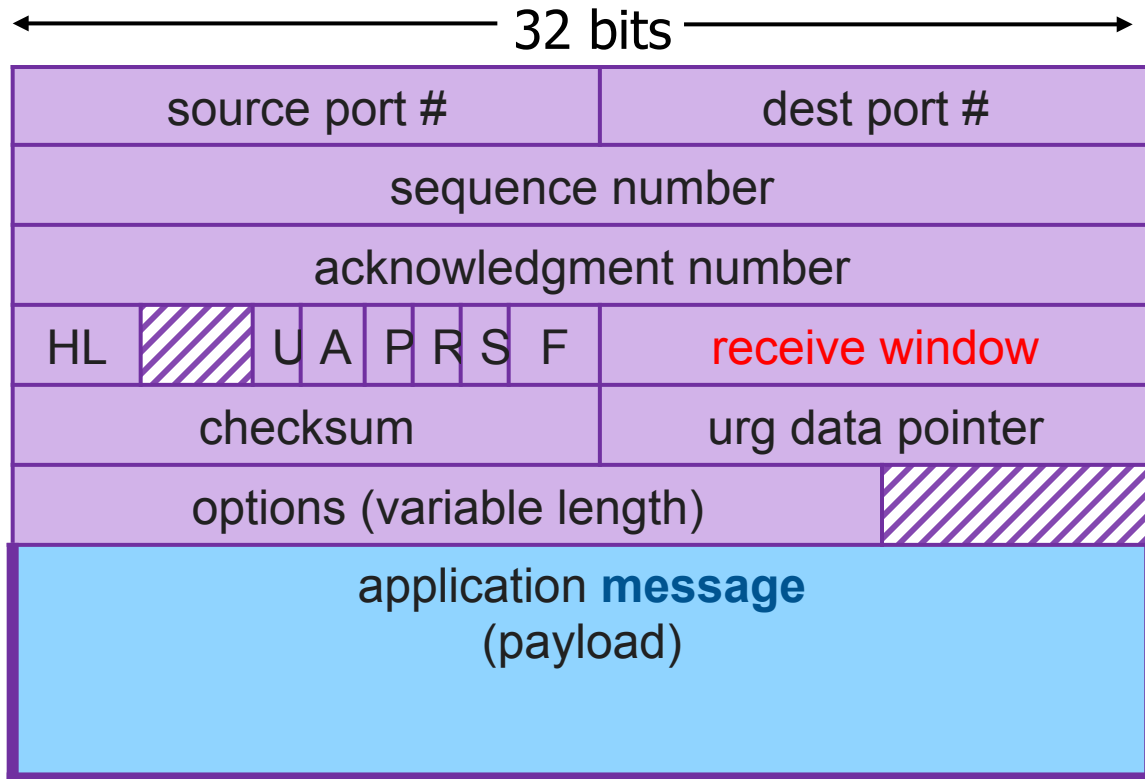 32 bits
source port # dest port #
sequence number
acknowledgment number
HL U A P R S F receive window
checksum urg data pointer
options (variable length)
application message
(payload)